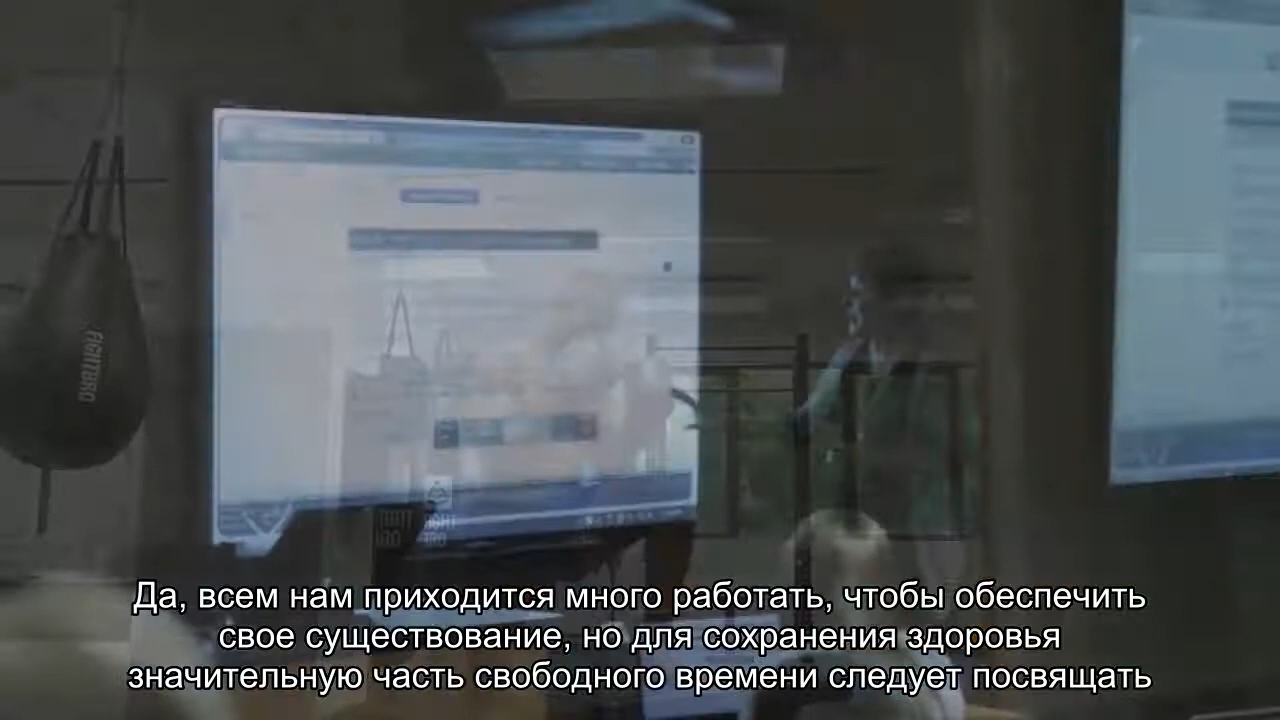 FIGHTBRO
Да, всем нам приходится много работать, чтобы обеспечить
свое существование, но для сохранения здоровья
значительную часть свободного времени следует посвящать